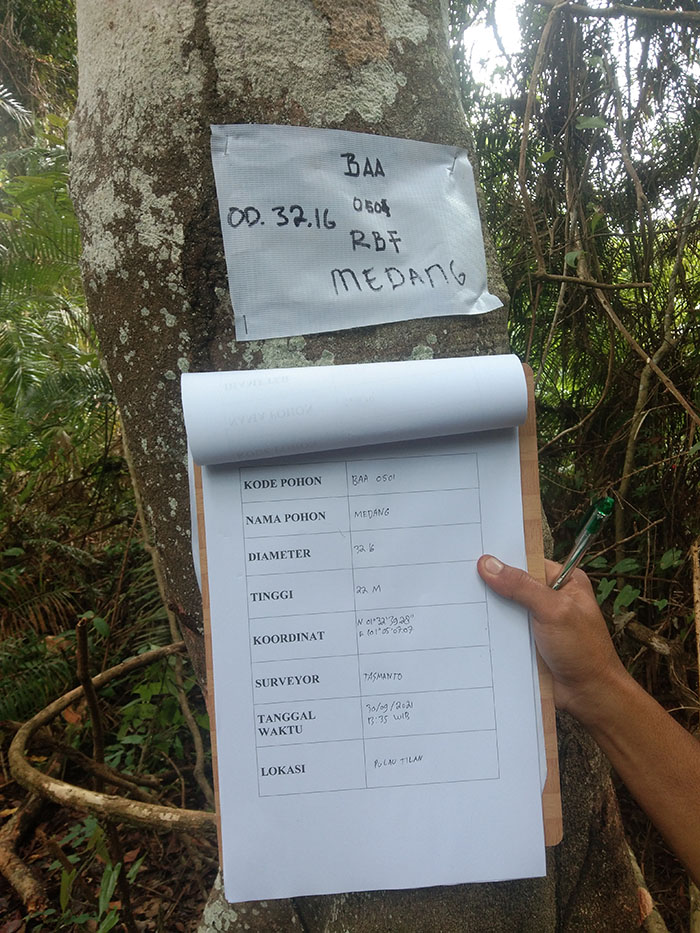 BAA
0501
OD. 32.16
RBF
MEDANG
KODE POHON BAA 0501
NAMA POHON MEDANG
DIAMETER 32 16
TINGGI 22 M
KOORDINAT N 01°32'39.28"
E 101°05'07.07
SURVEYOR TASMANTO
TANGGAL 30/09/2021
WAKTU 13:35 WIB
LOKASI PULAU TILAN